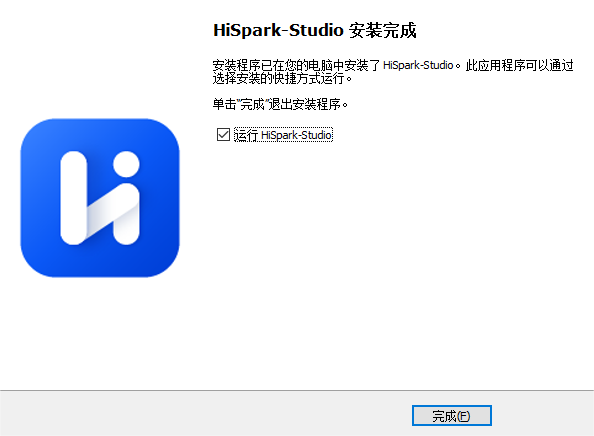 HiSpark-Studio 安装完成
安装程序已在您的电脑中安装了 HiSpark-Studio。此应用程序可以通过
选择安装的快捷方式运行。
单击“完成”退出安装程序。
运行 HiSpark-Studio
完成(F)